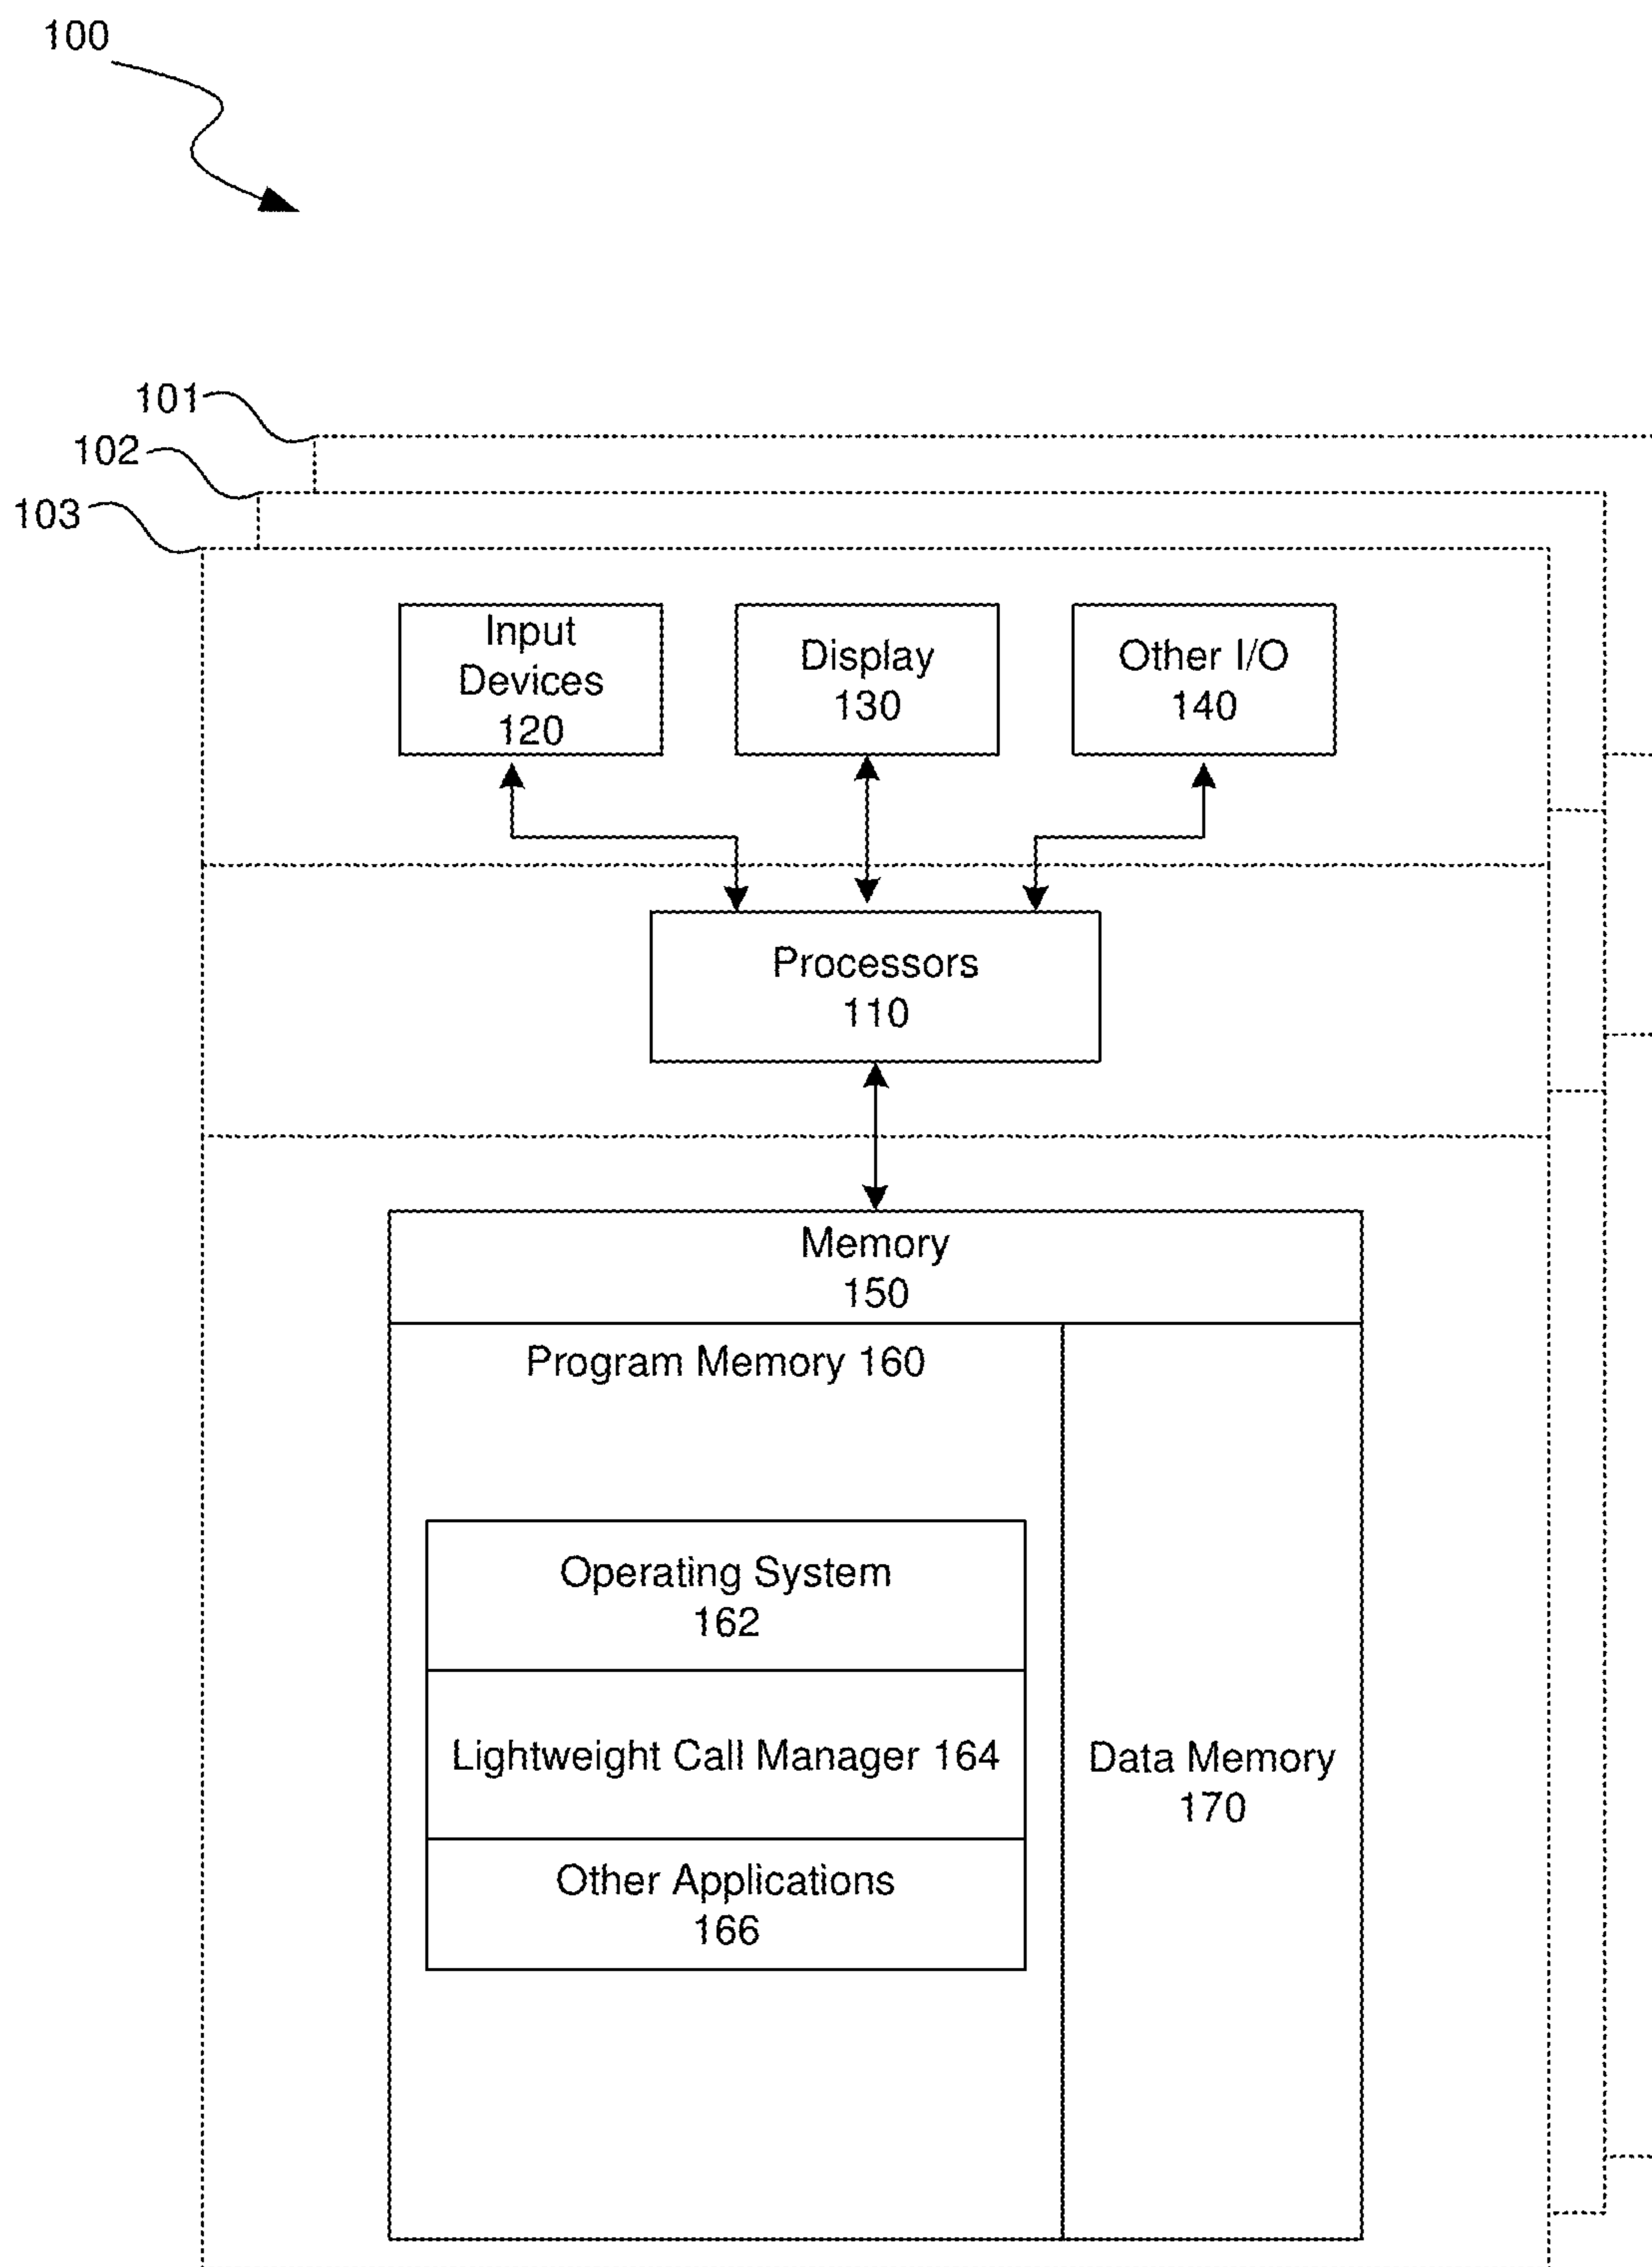 100
101
102
103
Input
Devices
120
Display
130
Other I/O
140
Processors
110
Memory
150
Program Memory 160
Operating System
162
Lightweight Call Manager 164
Other Applications
166
Data Memory
170